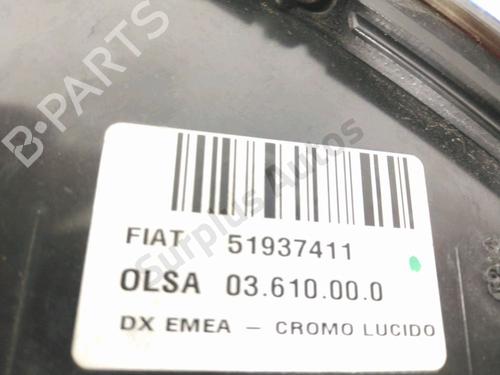 B-PARTS
Surplus Autos
FIAT 51937411
OLSA 03.610.00.0
DX EMEA — CROMO LUCIDO